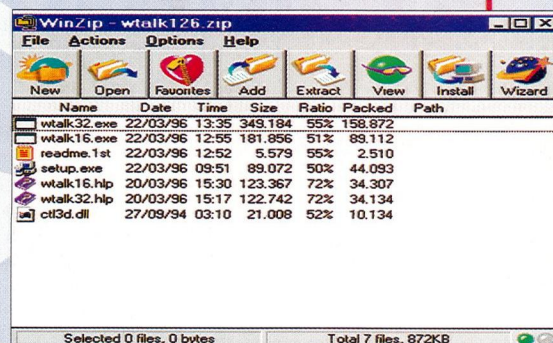 WinZip - wtalk126.zip
File Actions Options Help
New Open Favorites Add Extract View Install Wizard
Name Date Time Size Ratio Packed Path
wtalk32.exe 22/03/96 13:35 349.184 55% 158.872
wtalk16.exe 22/03/96 12:55 181.856 51% 89.112
readme.1st 22/03/96 12:52 5.579 55% 2.510
setup.exe 22/03/96 09:51 89.072 50% 44.093
wtalk16.hlp 20/03/96 15:30 123.367 72% 34.307
wtalk32.hlp 20/03/96 15:17 122.742 72% 34.134
ctl3d.dll 27/09/94 03:10 21.008 52% 10.134
Selected 0 files, 0 bytes Total 7 files, 872KB